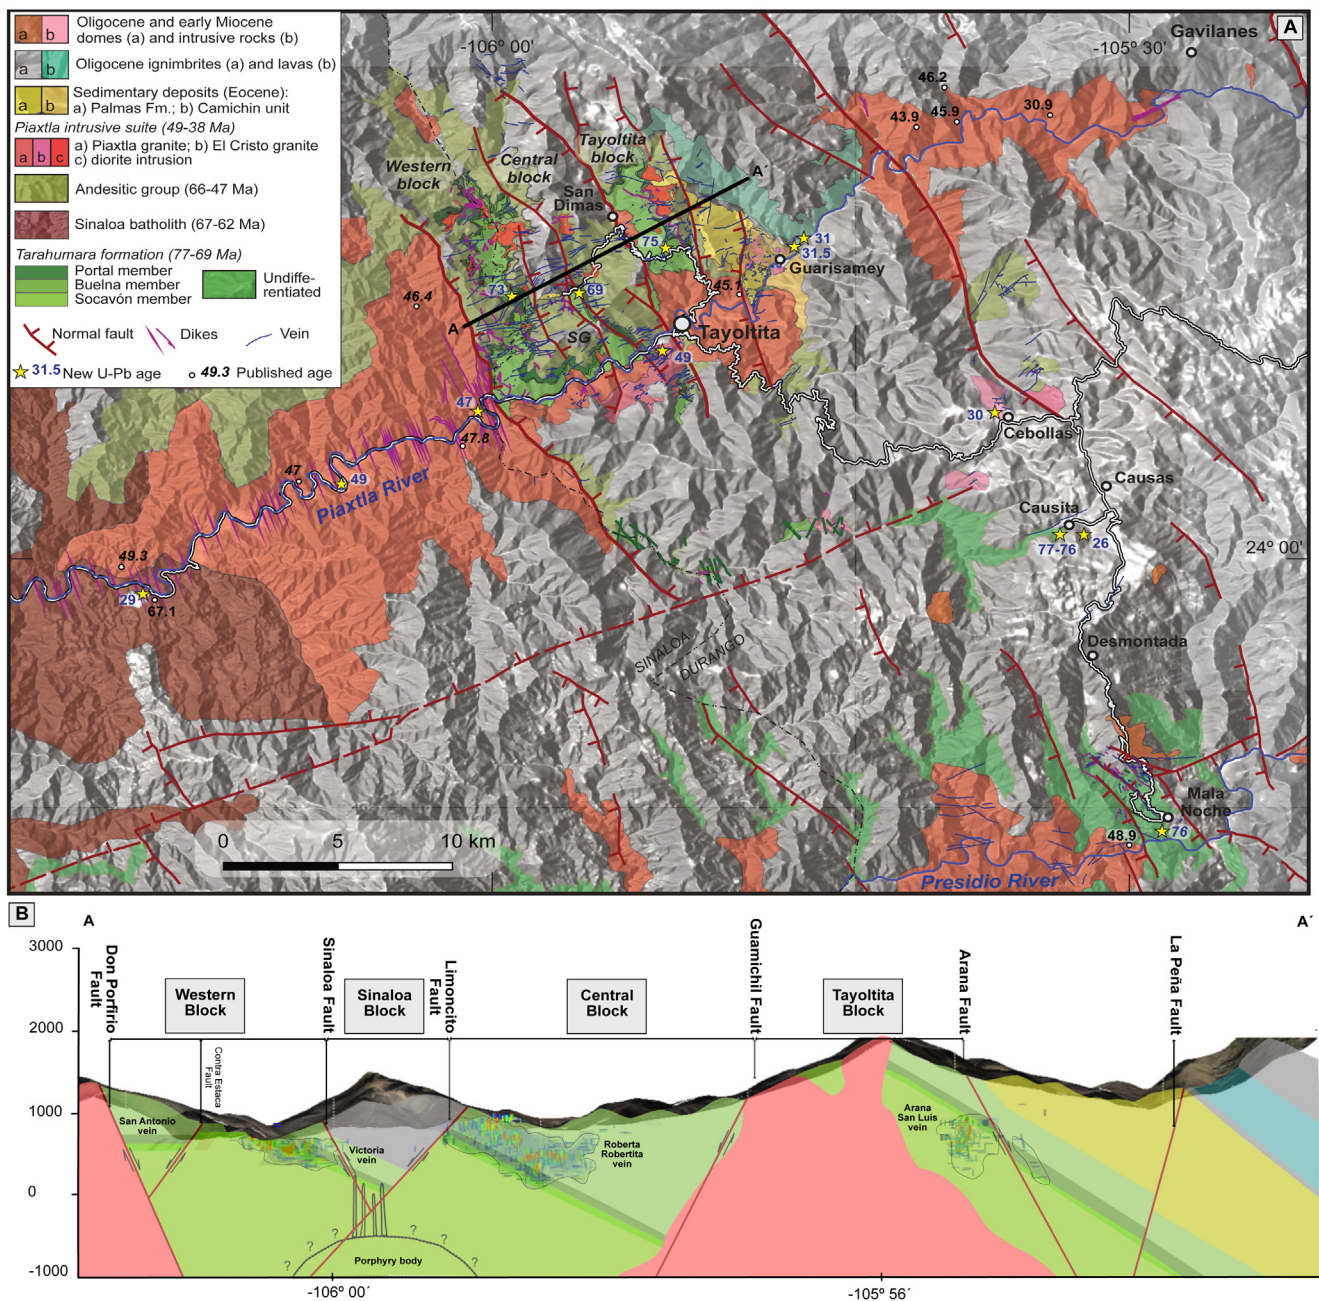 A
a
b
Oligocene and early Miocene
domes (a) and intrusive rocks (b)
a
b
Oligocene ignimbrites (a) and lavas (b)
a
b
Sedimentary deposits (Eocene):
a) Palmas Fm.; b) Camichin unit
Piaxtla intrusive suite (49-38 Ma)
a
b
c
a) Piaxtla granite; b) El Cristo granite
c) diorite intrusion
Andesitic group (66-47 Ma)
Sinaloa batholith (67-62 Ma)
Tarahumara formation (77-69 Ma)
Portal member
Buelna member
Socavón member
Undiffe-
rentiated
Normal fault
Dikes
Vein
31.5 New U-Pb age
49.3 Published age
-106º 00'
-105º 30'
Gavilanes
46.2
43.9
45.9
30.9
Western
block
Central
block
Tayoltita
block
A´
San
Dimas
75
31
31.5
Guarisamey
73
69
45.1
46.4
A
SG
Tayoltita
49
47
47.8
30
Cebollas
47
49
Piaxtla River
Causas
Causita
77-76
26
24º 00'
49.3
29
67.1
SINALOA
DURANGO
Desmontada
Mala
Noche
76
48.9
Presidio River
0
5
10 km
B
A
A´
3000
2000
1000
0
-1000
Don Porfirio
Fault
Western
Block
Contra Estaca
Fault
Sinaloa Fault
Sinaloa
Block
Limoncito
Fault
Central
Block
Guamichil Fault
Tayoltita
Block
Arana Fault
La Peña Fault
San Antonio
vein
Victoria
vein
Roberta
Robertita
vein
Arana
San Luis
vein
?
?
?
?
?
?
Porphyry body
-106º 00´
-105º 56´